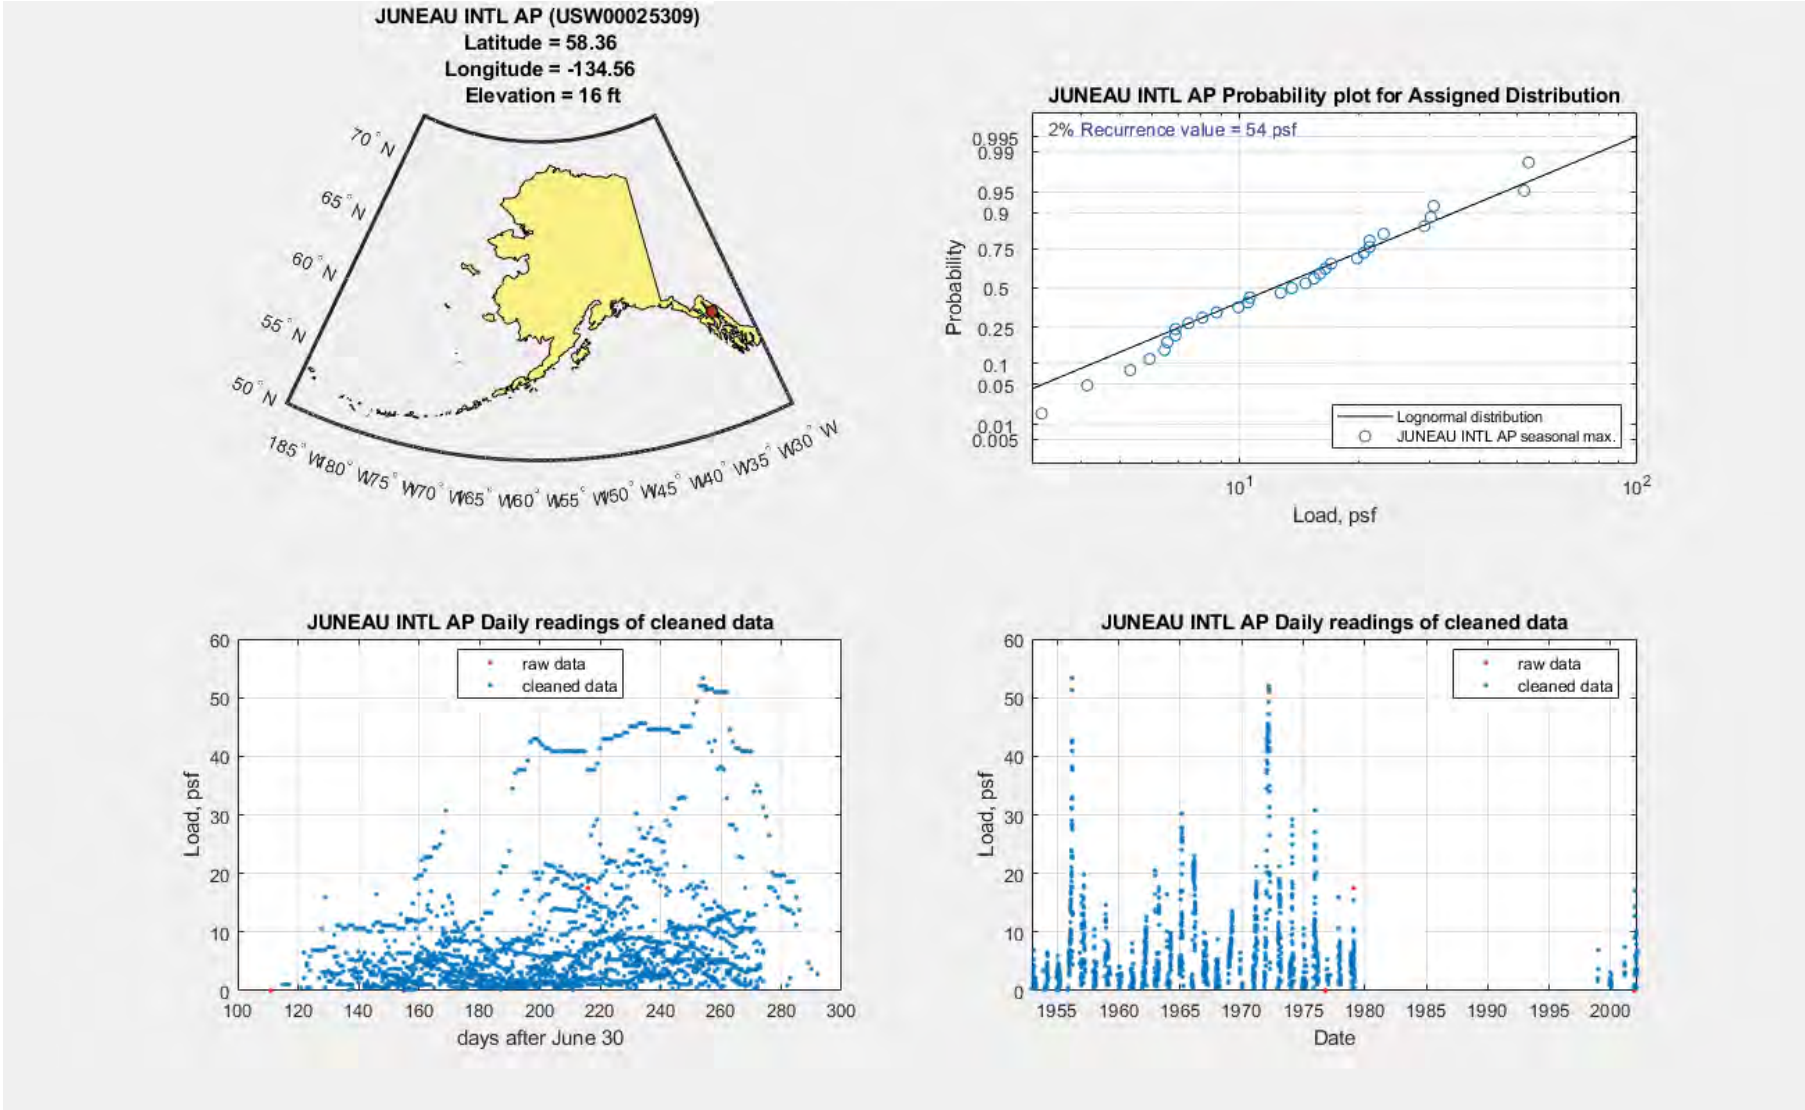 JUNEAU INTL AP (USW00025309)
Latitude = 58.36
Longitude = -134.56
Elevation = 16 ft
70° N
65° N
60° N
55° N
50° N
185° W
180° W
175° W
170° W
165° W
160° W
155° W
150° W
145° W
140° W
135° W
130° W
JUNEAU INTL AP Probability plot for Assigned Distribution
2% Recurrence value = 54 psf
0.995
0.99
0.95
0.9
0.75
0.5
0.25
0.1
0.05
0.01
0.005
Probability
Lognormal distribution
JUNEAU INTL AP seasonal max.
10^1
10^2
Load, psf
JUNEAU INTL AP Daily readings of cleaned data
raw data
cleaned data
60
50
40
30
20
10
0
Load, psf
100 120 140 160 180 200 220 240 260 280 300
days after June 30
JUNEAU INTL AP Daily readings of cleaned data
raw data
cleaned data
60
50
40
30
20
10
0
Load, psf
1955 1960 1965 1970 1975 1980 1985 1990 1995 2000
Date